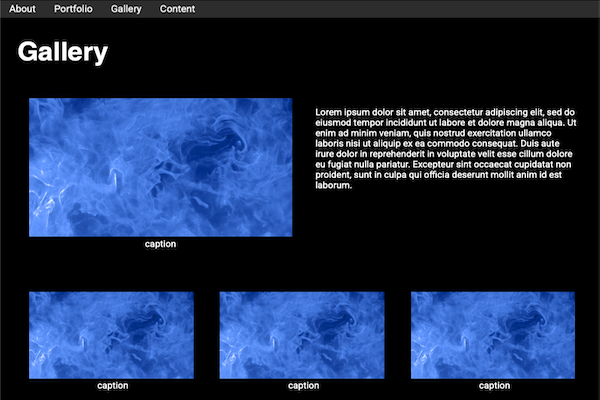 About Portfolio Gallery Content
Gallery
Lorem ipsum dolor sit amet, consectetur adipiscing elit, sed do
eiusmod tempor incididunt ut labore et dolore magna aliqua. Ut
enim ad minim veniam, quis nostrud exercitation ullamco
laboris nisi ut aliquip ex ea commodo consequat. Duis aute
irure dolor in reprehenderit in voluptate velit esse cillum dolore
eu fugiat nulla pariatur. Excepteur sint occaecat cupidatat non
proident, sunt in culpa qui officia deserunt mollit anim id est
laborum.
caption
caption caption caption